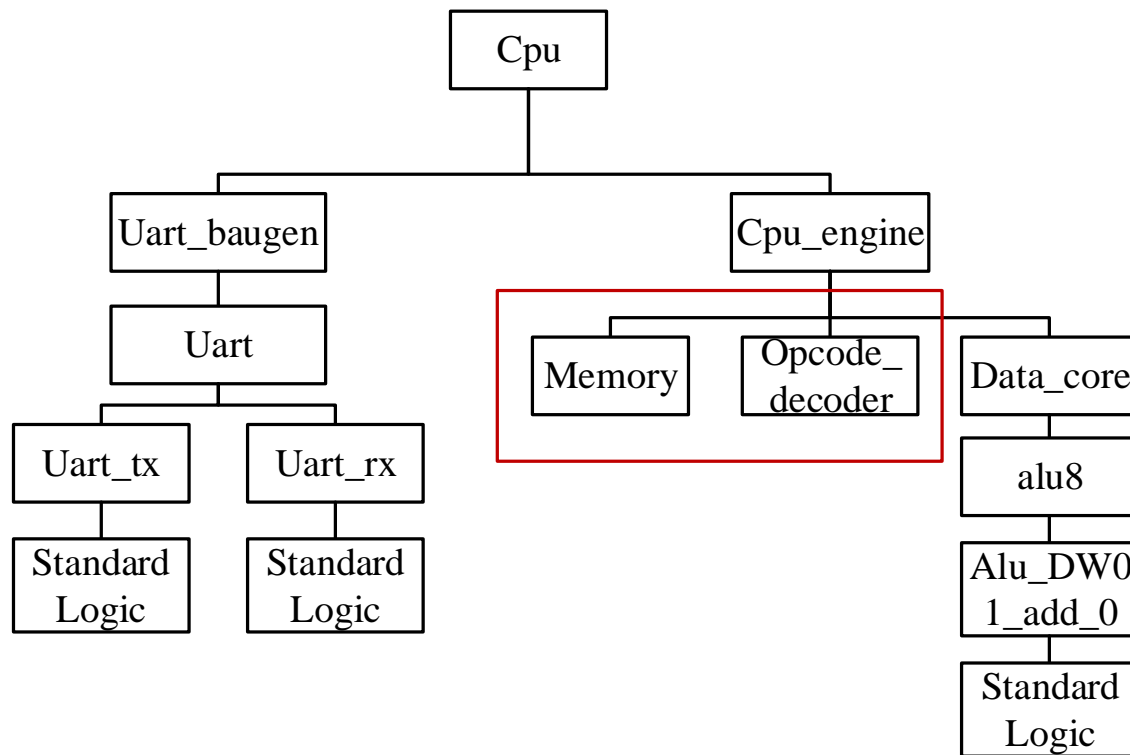 Cpu
Uart_baugen
Cpu_engine
Uart
Memory
Opcode_
decoder
Data_core
Uart_tx
Uart_rx
alu8
Standard
Logic
Standard
Logic
Alu_DW0
1_add_0
Standard
Logic